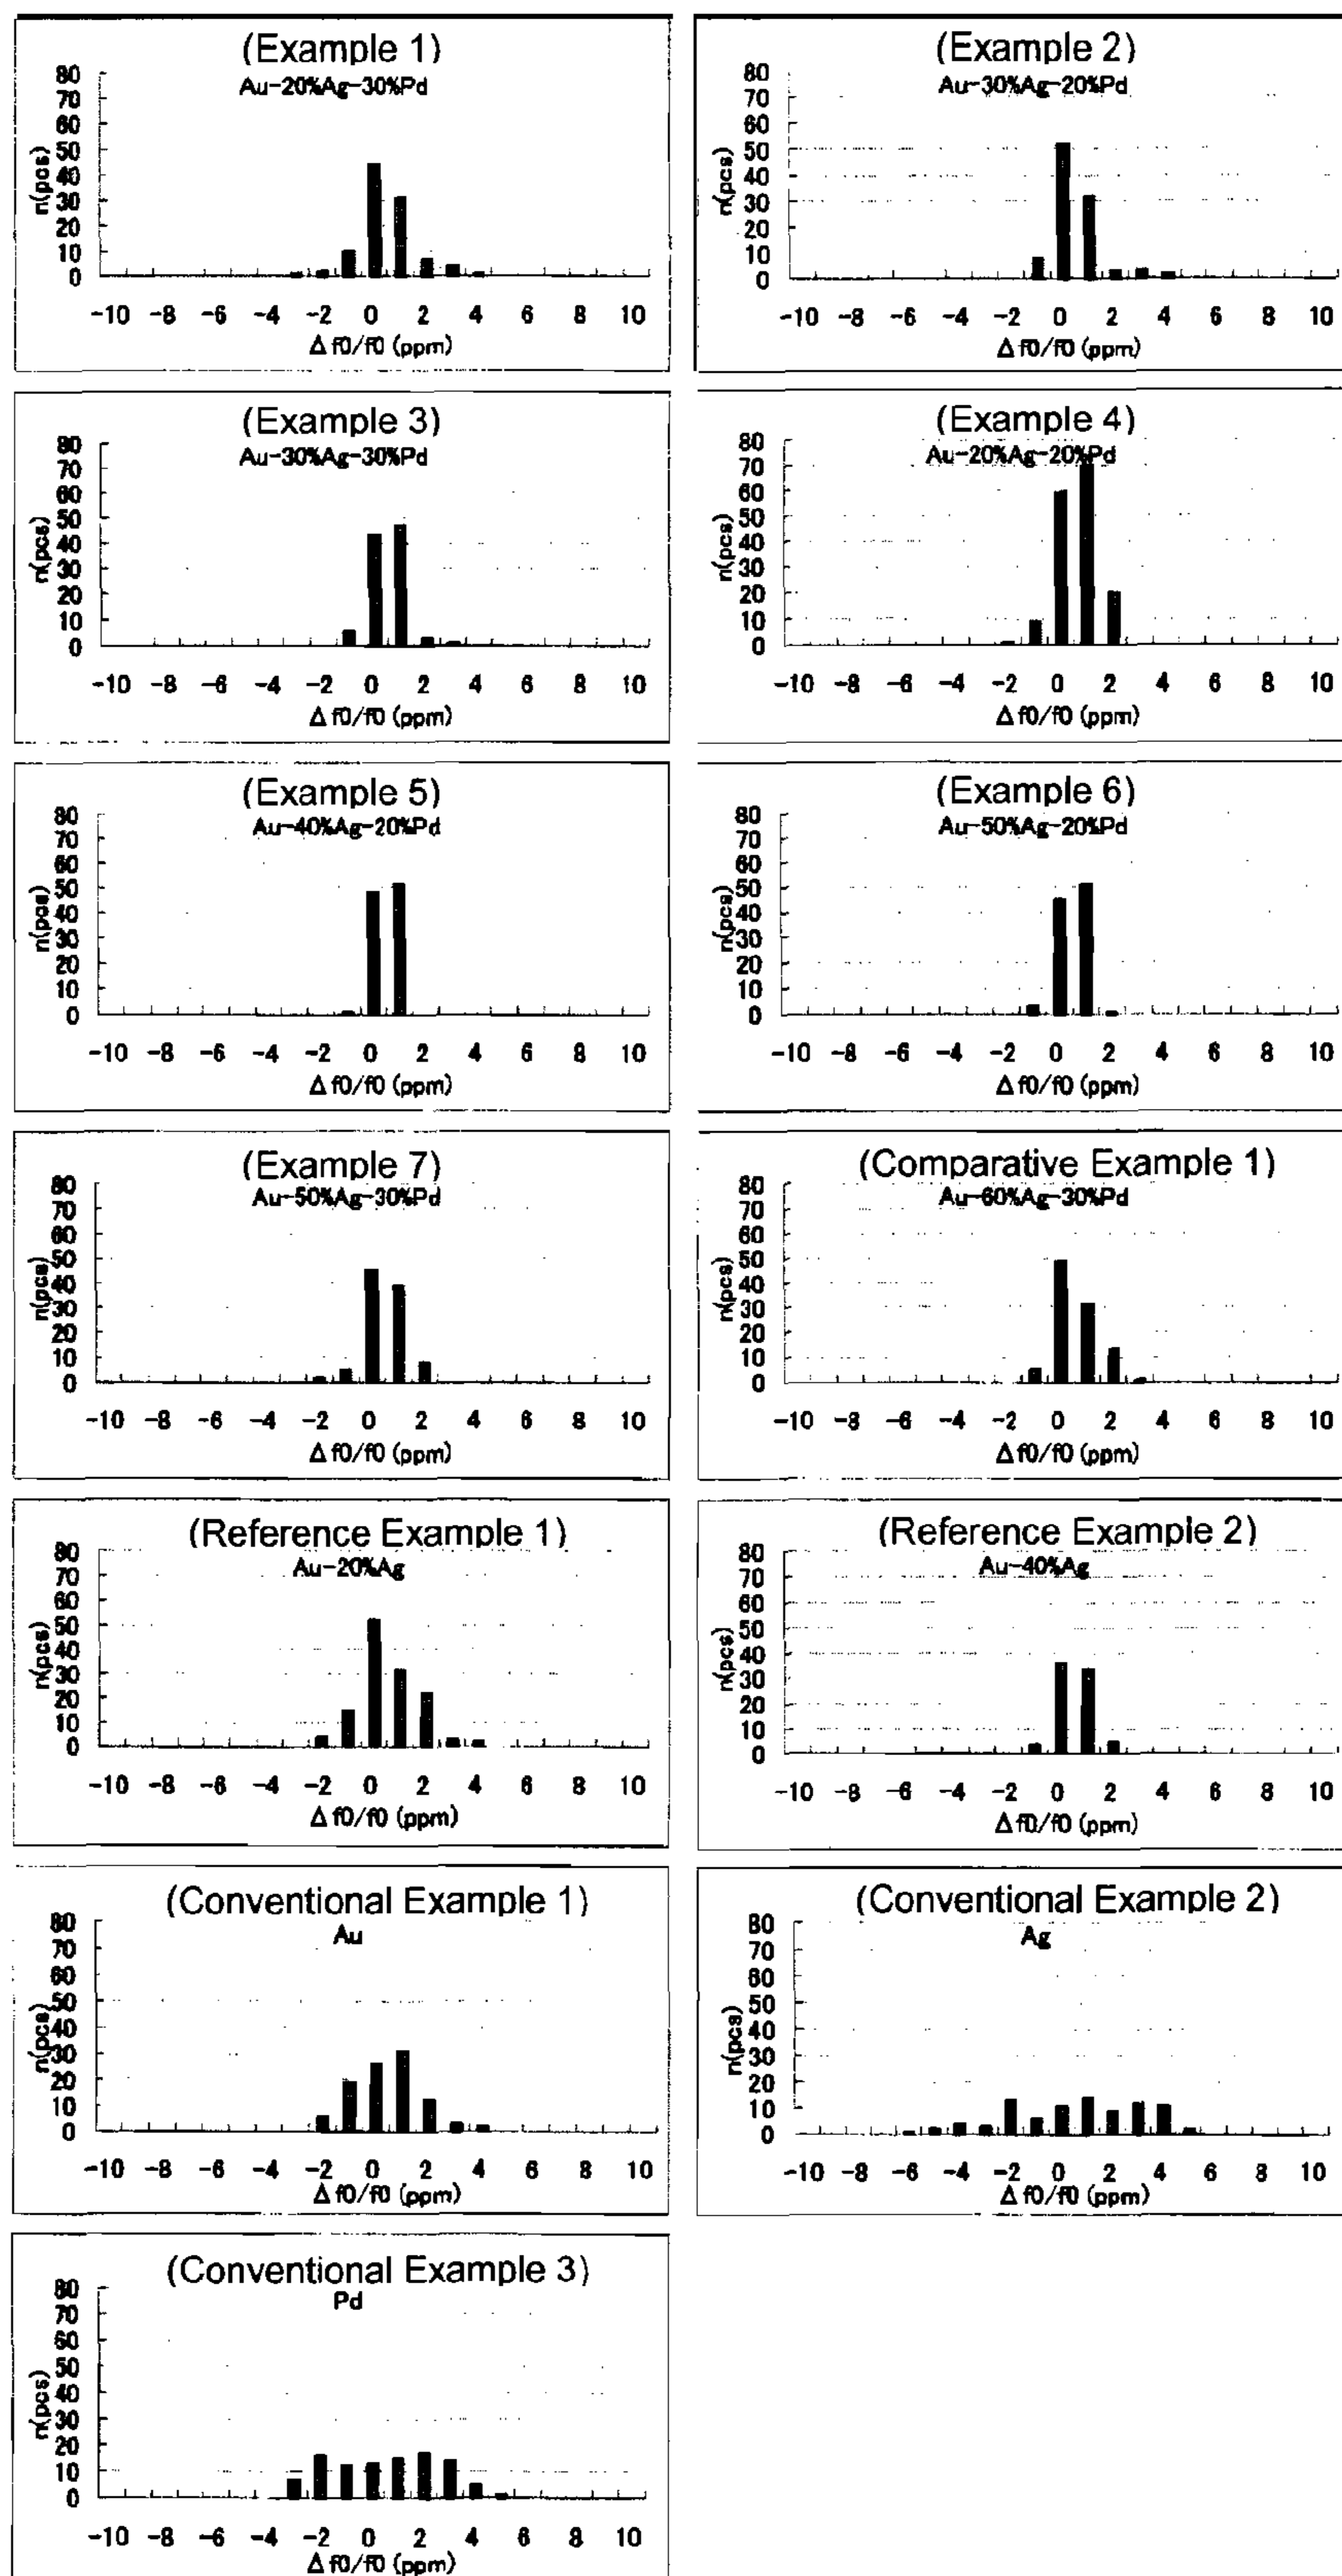 (Example 1)
Au-20%Ag-30%Pd
80
70
60
50
40
30
20
10
0
n(pcs)
-10 -8 -6 -4 -2 0 2 4 6 8 10
Δ f0/f0 (ppm)
(Example 2)
Au-30%Ag-20%Pd
80
70
60
50
40
30
20
10
0
n(pcs)
-10 -8 -6 -4 -2 0 2 4 6 8 10
Δ f0/f0 (ppm)
(Example 3)
Au-30%Ag-30%Pd
80
70
60
50
40
30
20
10
0
n(pcs)
-10 -8 -6 -4 -2 0 2 4 6 8 10
Δ f0/f0 (ppm)
(Example 4)
Au-20%Ag-20%Pd
80
70
60
50
40
30
20
10
0
n(pcs)
-10 -8 -6 -4 -2 0 2 4 6 8 10
Δ f0/f0 (ppm)
(Example 5)
Au-40%Ag-20%Pd
80
70
60
50
40
30
20
10
0
n(pcs)
-10 -8 -6 -4 -2 0 2 4 6 8 10
Δ f0/f0 (ppm)
(Example 6)
Au-50%Ag-20%Pd
80
70
60
50
40
30
20
10
0
n(pcs)
-10 -8 -6 -4 -2 0 2 4 6 8 10
Δ f0/f0 (ppm)
(Example 7)
Au-50%Ag-30%Pd
80
70
60
50
40
30
20
10
0
n(pcs)
-10 -8 -6 -4 -2 0 2 4 6 8 10
Δ f0/f0 (ppm)
(Comparative Example 1)
Au-60%Ag-30%Pd
80
70
60
50
40
30
20
10
0
n(pcs)
-10 -8 -6 -4 -2 0 2 4 6 8 10
Δ f0/f0 (ppm)
(Reference Example 1)
Au-20%Ag
80
70
60
50
40
30
20
10
0
n(pcs)
-10 -8 -6 -4 -2 0 2 4 6 8 10
Δ f0/f0 (ppm)
(Reference Example 2)
Au-40%Ag
80
70
60
50
40
30
20
10
0
n(pcs)
-10 -8 -6 -4 -2 0 2 4 6 8 10
Δ f0/f0 (ppm)
(Conventional Example 1)
Au
80
70
60
50
40
30
20
10
0
n(pcs)
-10 -8 -6 -4 -2 0 2 4 6 8 10
Δ f0/f0 (ppm)
(Conventional Example 2)
Ag
80
70
60
50
40
30
20
10
0
n(pcs)
-10 -8 -6 -4 -2 0 2 4 6 8 10
Δ f0/f0 (ppm)
(Conventional Example 3)
Pd
80
70
60
50
40
30
20
10
0
n(pcs)
-10 -8 -6 -4 -2 0 2 4 6 8 10
Δ f0/f0 (ppm)